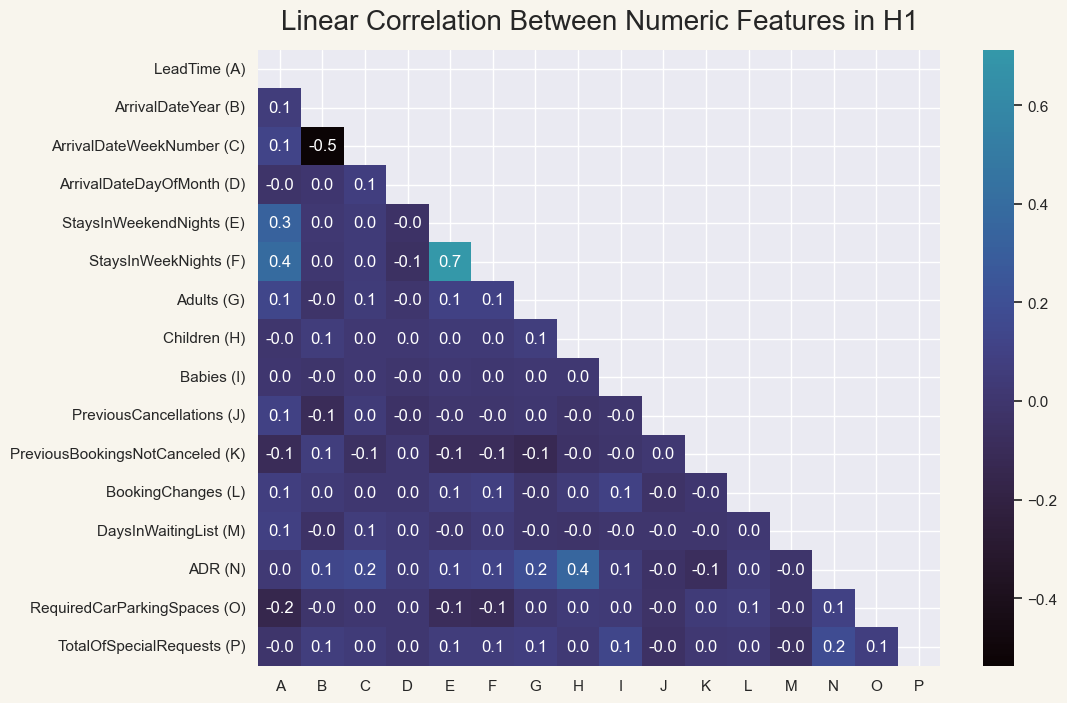 Linear Correlation Between Numeric Features in H1
LeadTime (A)
ArrivalDateYear (B) 0.1
ArrivalDateWeekNumber (C) 0.1 -0.5
ArrivalDateDayOfMonth (D) -0.0 0.0 0.1
StaysInWeekendNights (E) 0.3 0.0 0.0 -0.0
StaysInWeekNights (F) 0.4 0.0 0.0 -0.1 0.7
Adults (G) 0.1 -0.0 0.1 -0.0 0.1 0.1
Children (H) -0.0 0.1 0.0 0.0 0.0 0.0 0.1
Babies (I) 0.0 -0.0 0.0 -0.0 0.0 0.0 0.0 0.0
PreviousCancellations (J) 0.1 -0.1 0.0 -0.0 -0.0 -0.0 0.0 -0.0 -0.0
PreviousBookingsNotCanceled (K) -0.1 0.1 -0.1 0.0 -0.1 -0.1 -0.1 -0.0 -0.0 0.0
BookingChanges (L) 0.1 0.0 0.0 0.0 0.1 0.1 -0.0 0.0 0.1 -0.0 -0.0
DaysInWaitingList (M) 0.1 -0.0 0.1 0.0 -0.0 0.0 -0.0 -0.0 -0.0 -0.0 -0.0 0.0
ADR (N) 0.0 0.1 0.2 0.0 0.1 0.1 0.2 0.4 0.1 -0.0 -0.1 0.0 -0.0
RequiredCarParkingSpaces (O) -0.2 -0.0 0.0 0.0 -0.1 -0.1 0.0 0.0 0.0 -0.0 0.0 0.1 -0.0 0.1
TotalOfSpecialRequests (P) -0.0 0.1 0.0 0.0 0.1 0.1 0.1 0.0 0.1 -0.0 0.0 0.0 -0.0 0.2 0.1
A B C D E F G H I J K L M N O P
0.6
0.4
0.2
0.0
−0.2
−0.4